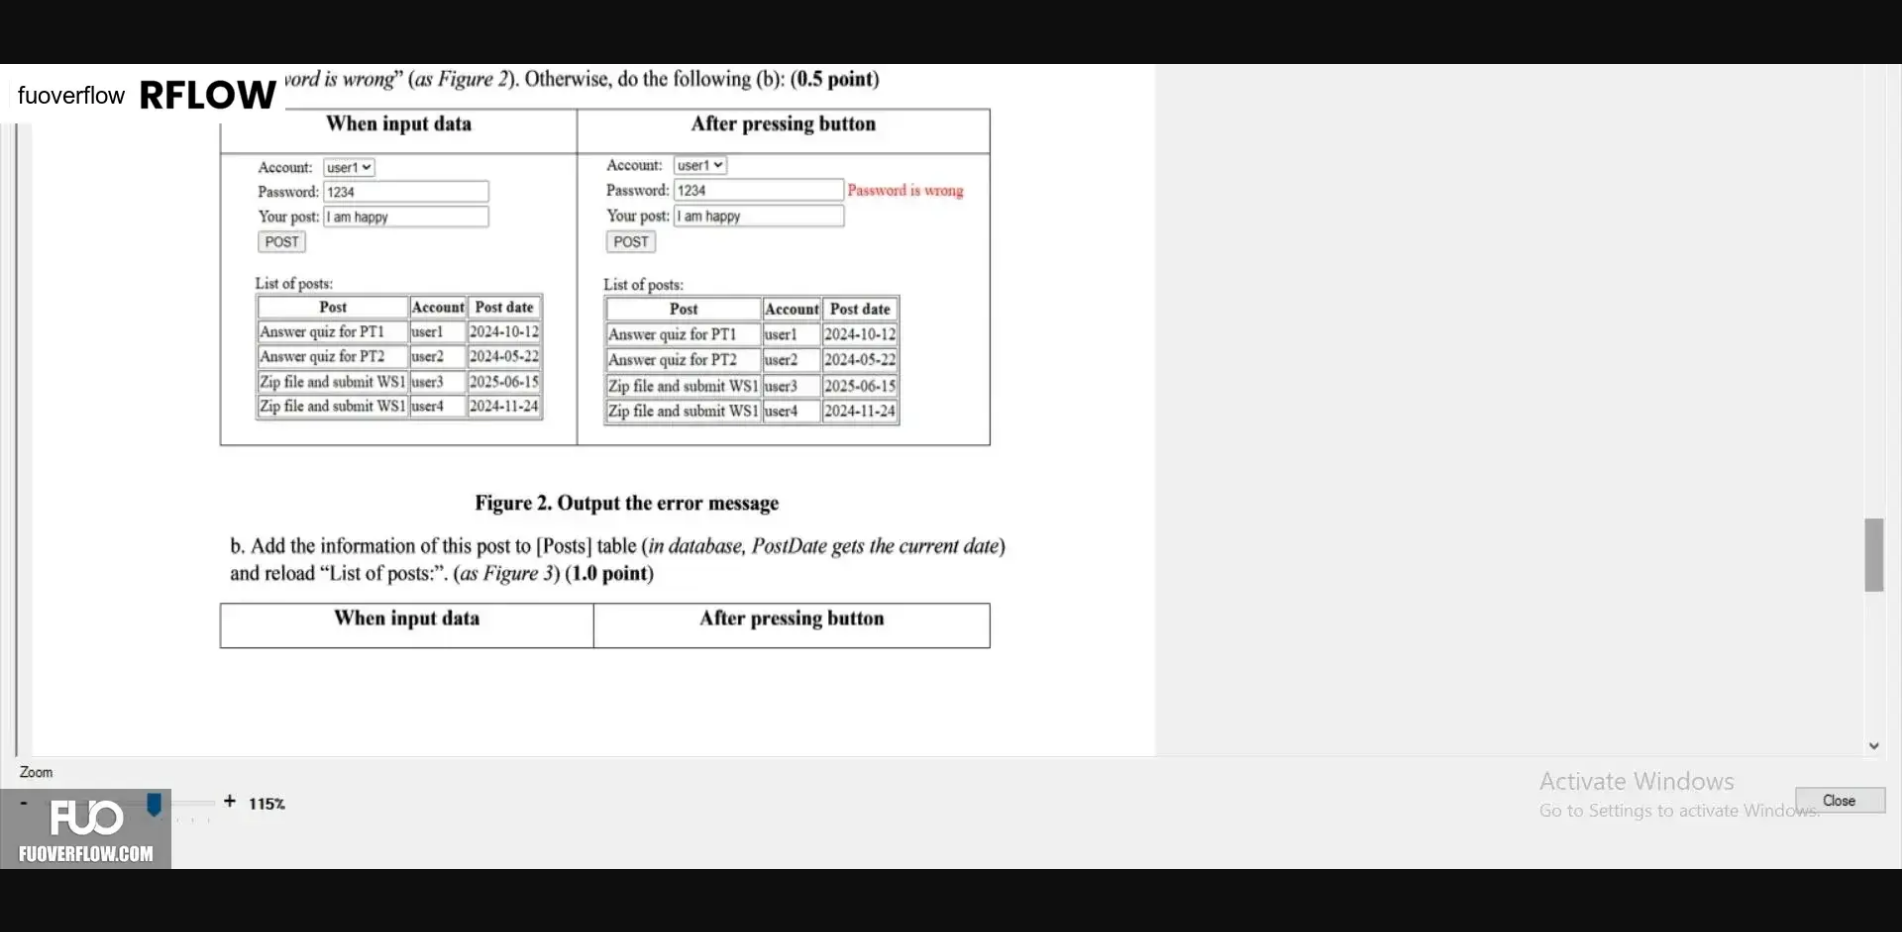 fuoverflow RFLOW
word is wrong” (as Figure 2). Otherwise, do the following (b): (0.5 point)
When input data After pressing button
Account: user1
Password: 1234
Your post: I am happy
POST
List of posts:
Post Account Post date
Answer quiz for PT1 user1 2024-10-12
Answer quiz for PT2 user2 2024-05-22
Zip file and submit WS1 user3 2025-06-15
Zip file and submit WS1 user4 2024-11-24
Account: user1
Password: 1234 Password is wrong
Your post: I am happy
POST
List of posts:
Post Account Post date
Answer quiz for PT1 user1 2024-10-12
Answer quiz for PT2 user2 2024-05-22
Zip file and submit WS1 user3 2025-06-15
Zip file and submit WS1 user4 2024-11-24
Figure 2. Output the error message
b. Add the information of this post to [Posts] table (in database, PostDate gets the current date)
and reload “List of posts:”. (as Figure 3) (1.0 point)
When input data After pressing button
Zoom
- + 115%
FUO
FUOVERFLOW.COM
Activate Windows
Go to Settings to activate Windows.
Close